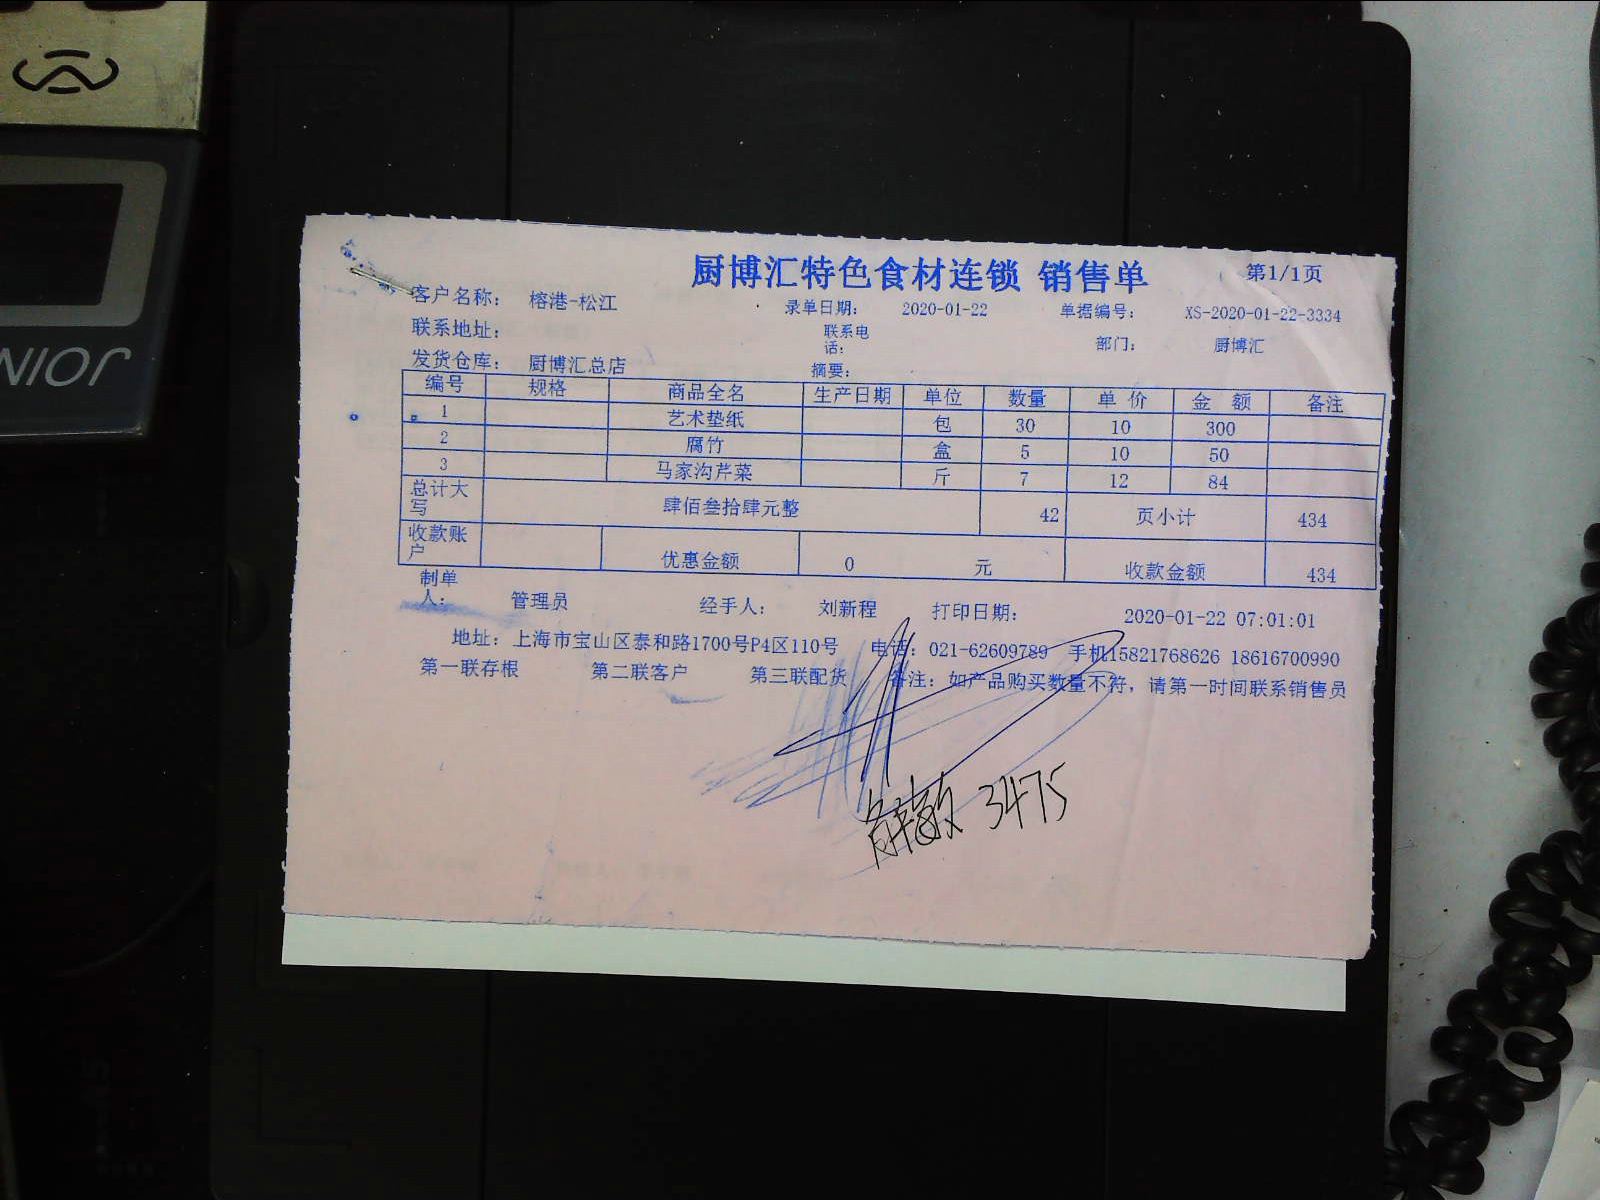 厨博汇特色食材连锁 销售单 第1/1页
客户名称: 榕港-松江 录单日期: 2020-01-22 单据编号: XS-2020-01-22-3334
联系地址: 联系电话: 部门: 厨博汇
发货仓库: 厨博汇总店 摘要:
编号 规格 商品全名 生产日期 单位 数量 单 价 金 额 备注
1 艺术垫纸 包 30 10 300
2 腐竹 盒 5 10 50
3 马家沟芹菜 斤 7 12 84
总计大写 肆佰叁拾肆元整 42 页小计 434
收款账户 优惠金额 0 元 收款金额 434
制单人: 管理员 经手人: 刘新程 打印日期: 2020-01-22 07:01:01
地址: 上海市宝山区泰和路1700号P4区110号 电话: 021-62609789 手机15821768626 18616700990
第一联存根 第二联客户 第三联配货 备注: 如产品购买数量不符, 请第一时间联系销售员
3475
JOIN